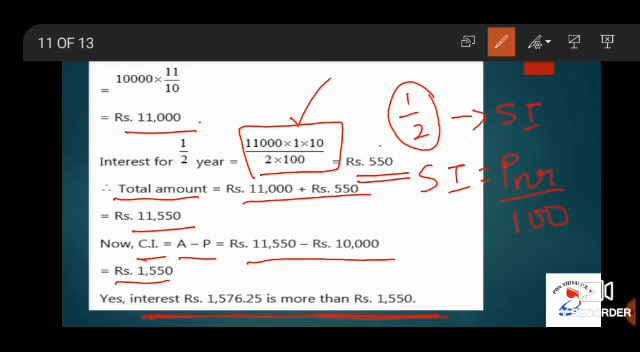 11 OF 13
= 10000 × 11/10
= Rs. 11,000
Interest for 1/2 year = 11000×1×10/2×100 = Rs. 550
∴ Total amount = Rs. 11,000 + Rs. 550
= Rs. 11,550
Now, C.I. = A − P = Rs. 11,550 − Rs. 10,000
= Rs. 1,550
Yes, interest Rs. 1,576.25 is more than Rs. 1,550.
1/2 → SI
SI = Pnr/100
RECORDER